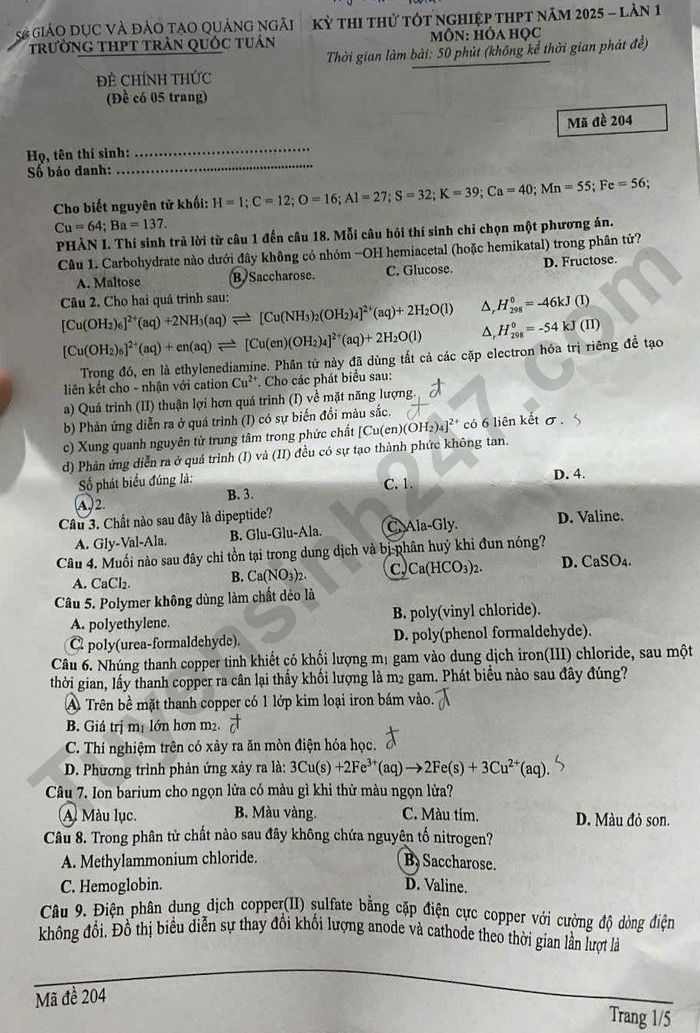 SỞ GIÁO DỤC VÀ ĐÀO TẠO QUẢNG NGÃI
TRƯỜNG THPT TRẦN QUỐC TUẤN
ĐỀ CHÍNH THỨC
(Đề có 05 trang)
KỲ THI THỬ TỐT NGHIỆP THPT NĂM 2025 – LẦN 1
MÔN: HÓA HỌC
Thời gian làm bài: 50 phút (không kể thời gian phát đề)
Mã đề 204
Họ, tên thí sinh: ........................................
Số báo danh: .............................................
Cho biết nguyên tử khối: H = 1; C = 12; O = 16; Al = 27; S = 32; K = 39; Ca = 40; Mn = 55; Fe = 56;
Cu = 64; Ba = 137.
PHẦN I. Thí sinh trả lời từ câu 1 đến câu 18. Mỗi câu hỏi thí sinh chỉ chọn một phương án.
Câu 1. Carbohydrate nào dưới đây không có nhóm –OH hemiacetal (hoặc hemikatal) trong phân tử?
A. Maltose B. Saccharose. C. Glucose. D. Fructose.
Câu 2. Cho hai quá trình sau:
[Cu(OH₂)₆]²⁺(aq) +2NH₃(aq) ⇌ [Cu(NH₃)₂(OH₂)₄]²⁺(aq)+ 2H₂O(l) ΔᵣH⁰₂₉₈ = -46kJ (I)
[Cu(OH₂)₆]²⁺(aq) + en(aq) ⇌ [Cu(en)(OH₂)₄]²⁺(aq)+ 2H₂O(l) ΔᵣH⁰₂₉₈ = -54 kJ (II)
Trong đó, en là ethylenediamine. Phân tử này đã dùng tất cả các cặp electron hóa trị riêng để tạo
liên kết cho - nhận với cation Cu²⁺. Cho các phát biểu sau:
a) Quá trình (II) thuận lợi hơn quá trình (I) về mặt năng lượng. đ
b) Phản ứng diễn ra ở quá trình (I) có sự biến đổi màu sắc. đ
c) Xung quanh nguyên tử trung tâm trong phức chất [Cu(en)(OH₂)₄]²⁺ có 6 liên kết σ . S
d) Phản ứng diễn ra ở quá trình (I) và (II) đều có sự tạo thành phức không tan.
Số phát biểu đúng là:
A. 2. B. 3. C. 1. D. 4.
Câu 3. Chất nào sau đây là dipeptide?
A. Gly-Val-Ala. B. Glu-Glu-Ala. C. Ala-Gly. D. Valine.
Câu 4. Muối nào sau đây chỉ tồn tại trong dung dịch và bị phân huỷ khi đun nóng?
A. CaCl₂. B. Ca(NO₃)₂. C. Ca(HCO₃)₂. D. CaSO₄.
Câu 5. Polymer không dùng làm chất dẻo là
A. polyethylene. B. poly(vinyl chloride).
C. poly(urea-formaldehyde). D. poly(phenol formaldehyde).
Câu 6. Nhúng thanh copper tinh khiết có khối lượng m₁ gam vào dung dịch iron(III) chloride, sau một
thời gian, lấy thanh copper ra cân lại thấy khối lượng là m₂ gam. Phát biểu nào sau đây đúng?
A. Trên bề mặt thanh copper có 1 lớp kim loại iron bám vào. đ
B. Giá trị m₁ lớn hơn m₂. đ
C. Thí nghiệm trên có xảy ra ăn mòn điện hóa học. đ
D. Phương trình phản ứng xảy ra là: 3Cu(s) +2Fe³⁺(aq) →2Fe(s) + 3Cu²⁺(aq). S
Câu 7. Ion barium cho ngọn lửa có màu gì khi thử màu ngọn lửa?
A. Màu lục. B. Màu vàng. C. Màu tím. D. Màu đỏ son.
Câu 8. Trong phân tử chất nào sau đây không chứa nguyên tố nitrogen?
A. Methylammonium chloride. B. Saccharose.
C. Hemoglobin. D. Valine.
Câu 9. Điện phân dung dịch copper(II) sulfate bằng cặp điện cực copper với cường độ dòng điện
không đổi. Đồ thị biểu diễn sự thay đổi khối lượng anode và cathode theo thời gian lần lượt là
Mã đề 204
Trang 1/5
Tuyensinh247.com